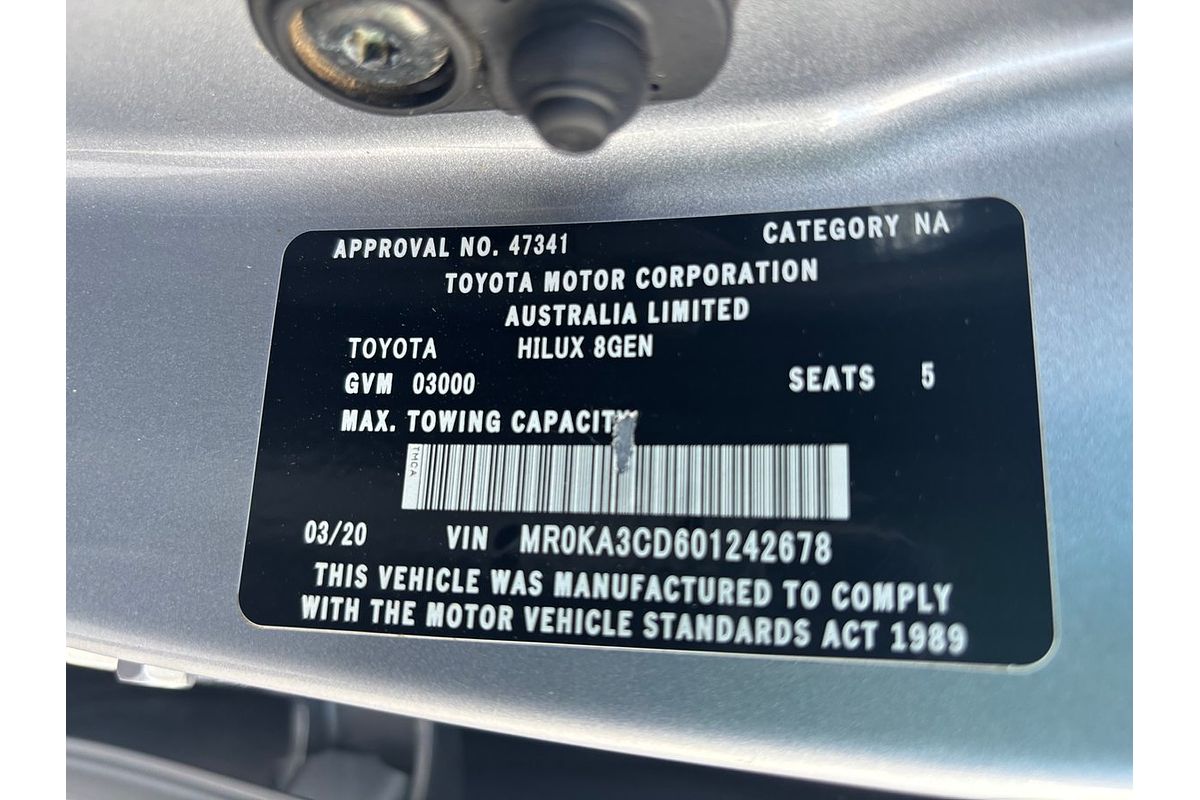 APPROVAL NO. 47341 CATEGORY NA
TOYOTA MOTOR CORPORATION
AUSTRALIA LIMITED
TOYOTA HILUX 8GEN
GVM 03000 SEATS 5
MAX. TOWING CAPACITY
TMCA
03/20 VIN MR0KA3CD601242678
THIS VEHICLE WAS MANUFACTURED TO COMPLY
WITH THE MOTOR VEHICLE STANDARDS ACT 1989